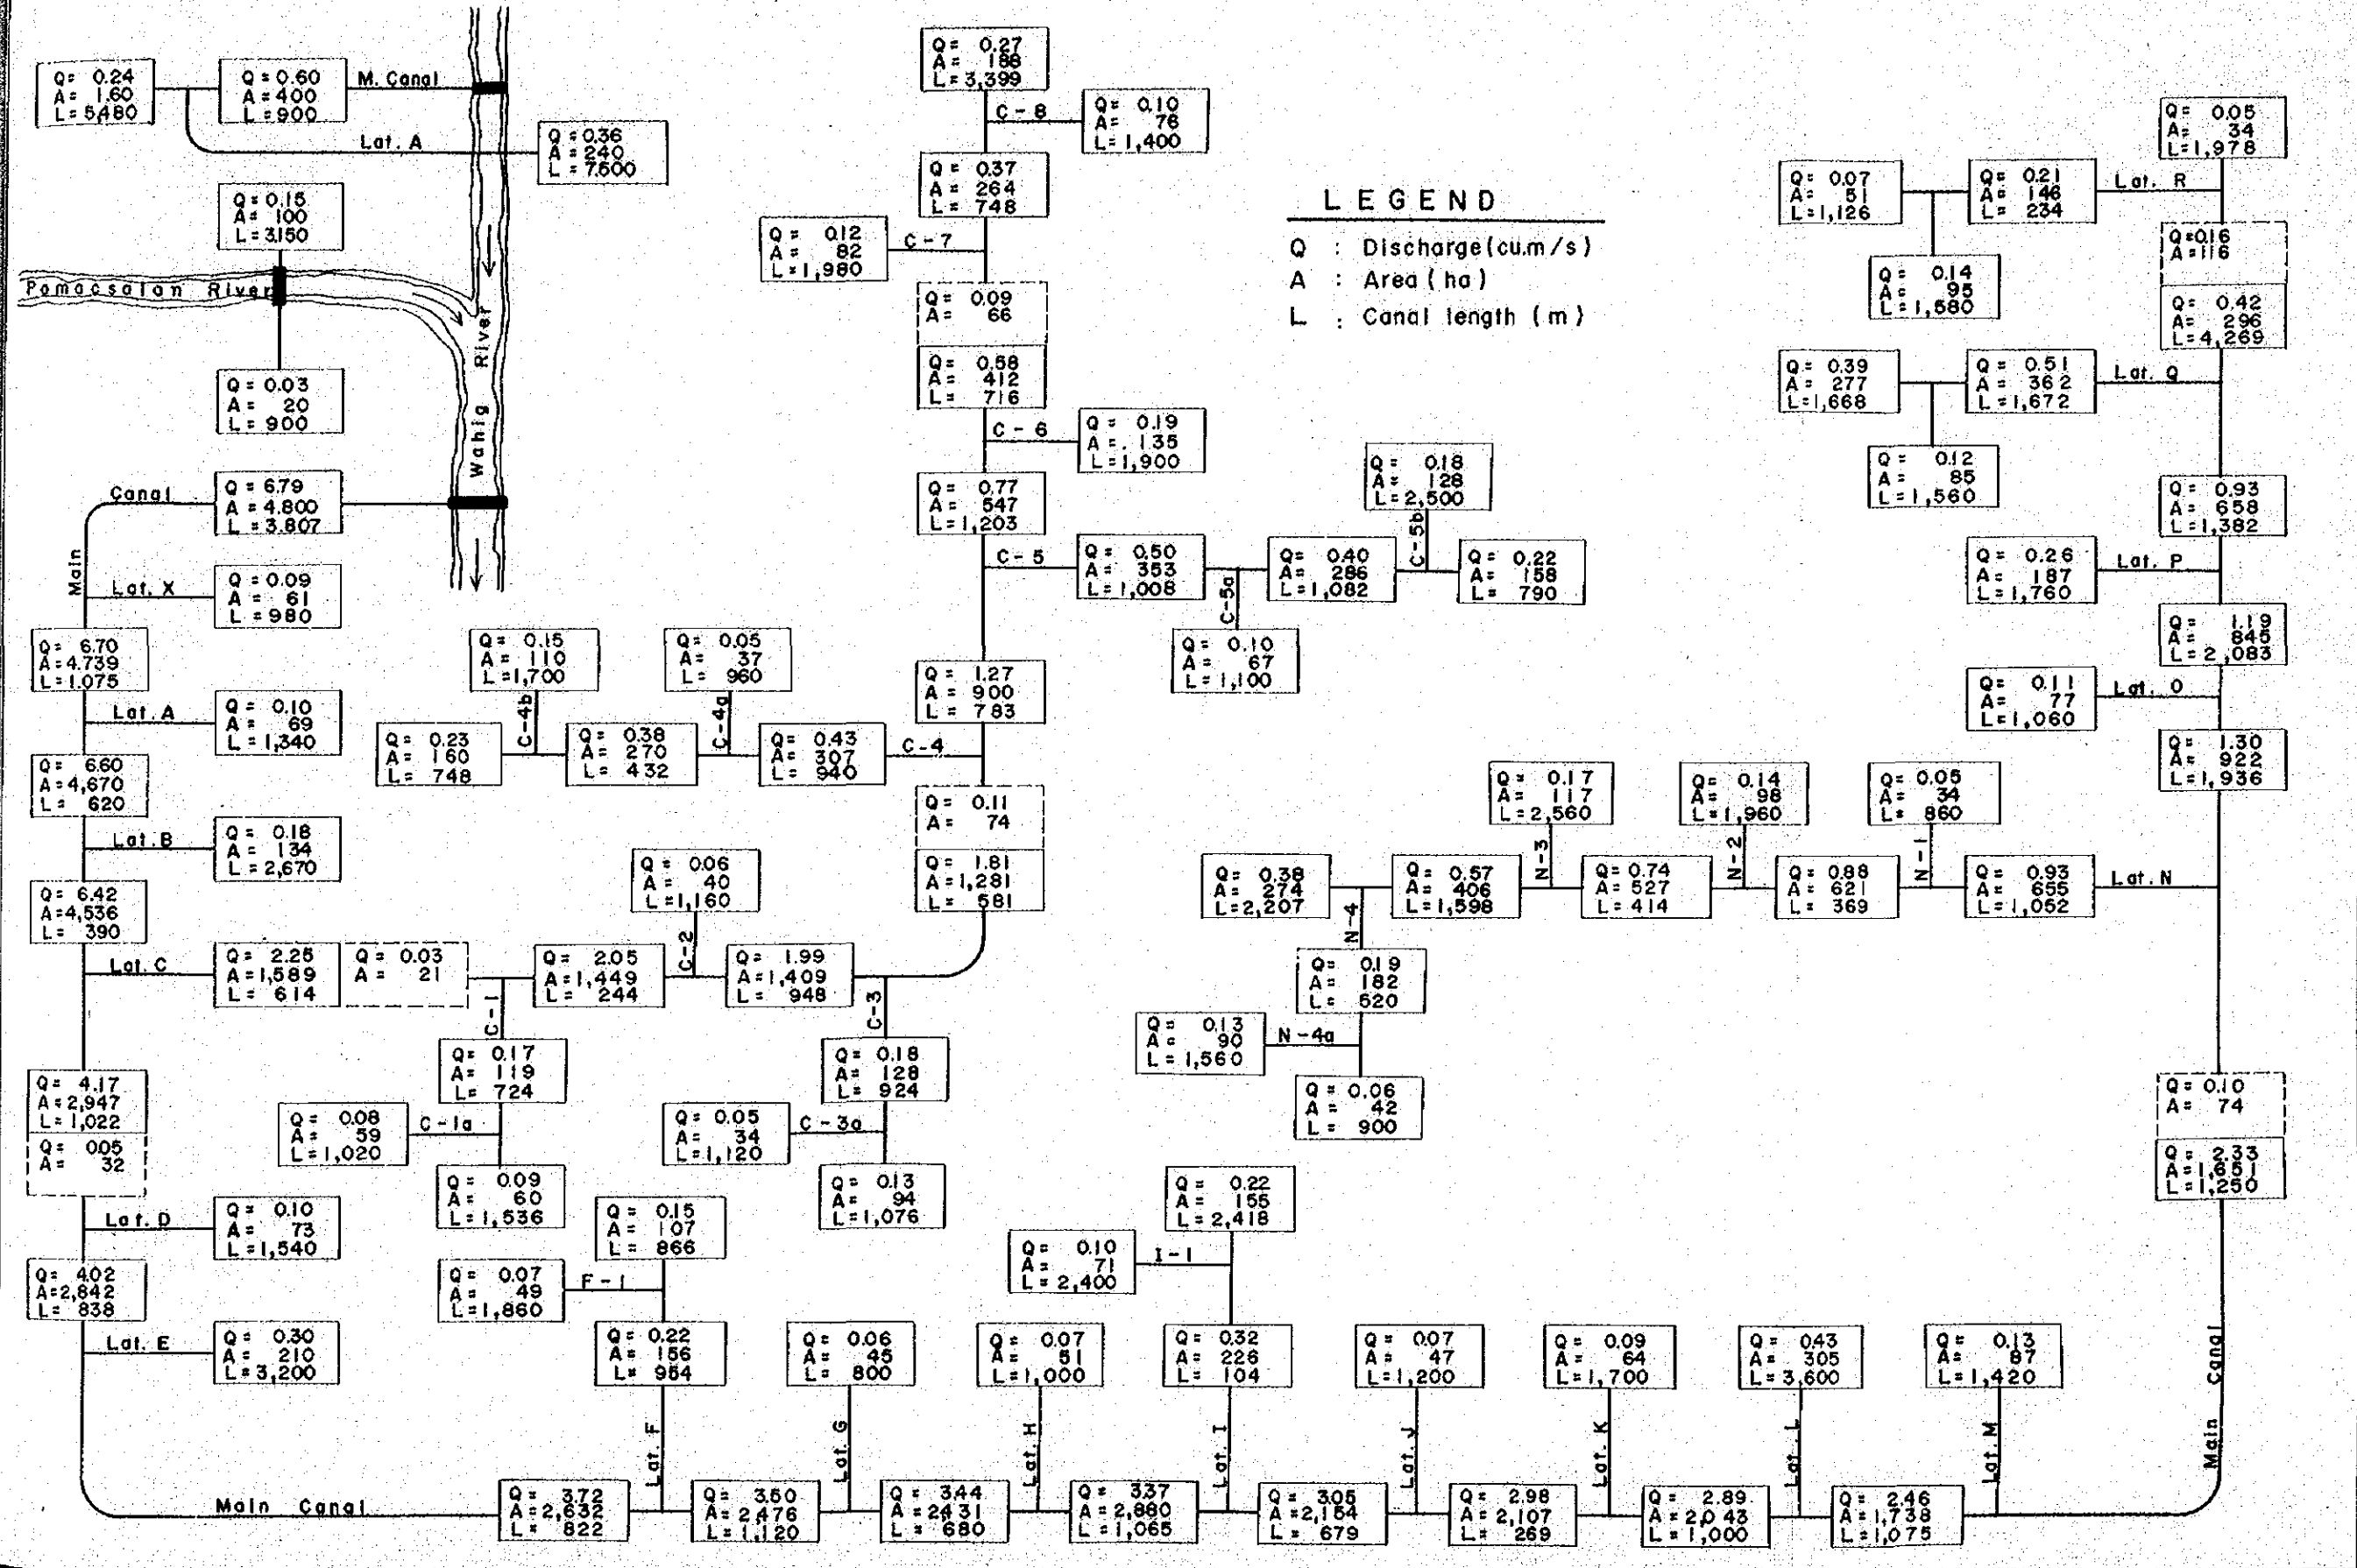 Q= 0.24
A= 1.60
L= 5,480
Q= 0.60
A= 400
L= 900
M. Canal
Lat. A
Q= 0.36
A= 240
L= 7,500
Q= 0.15
A= 100
L= 3,150
Pamacsalan River
Wahig River
Q= 0.03
A= 20
L= 900
Canal
Main
Q= 6.79
A= 4.800
L= 3.807
Lat. X
Q= 0.09
A= 61
L= 980
Q= 6.70
A= 4.739
L= 1.075
Lat. A
Q= 0.10
A= 69
L= 1,340
Q= 6.60
A= 4,670
L= 620
Lat. B
Q= 0.18
A= 134
L= 2,670
Q= 6.42
A= 4,536
L= 390
Lat. C
Q= 2.25
A= 1,589
L= 614
Q= 0.03
A= 21
Q= 2.05
A= 1,449
L= 244
C-2
Q= 0.06
A= 40
L= 1,160
Q= 1.99
A= 1,409
L= 948
C-1
Q= 0.17
A= 119
L= 724
C-1a
Q= 0.08
A= 59
L= 1,020
Q= 0.09
A= 60
L= 1,536
C-3
Q= 0.18
A= 128
L= 924
C-3a
Q= 0.05
A= 34
L= 1,120
Q= 0.13
A= 94
L= 1,076
Q= 1.81
A= 1,281
L= 581
Q= 0.11
A= 74
C-4
Q= 0.43
A= 307
L= 940
C-4a
Q= 0.05
A= 37
L= 960
Q= 0.38
A= 270
L= 432
C-4b
Q= 0.15
A= 110
L= 1,700
Q= 0.23
A= 160
L= 748
Q= 1.27
A= 900
L= 783
C-5
Q= 0.50
A= 353
L= 1,008
C-5a
Q= 0.10
A= 67
L= 1,100
Q= 0.40
A= 286
L= 1,082
C-5b
Q= 0.18
A= 128
L= 2,500
Q= 0.22
A= 158
L= 790
Q= 0.77
A= 547
L= 1,203
C-6
Q= 0.19
A= 135
L= 1,900
Q= 0.58
A= 412
L= 716
Q= 0.09
A= 66
C-7
Q= 0.12
A= 82
L= 1,980
Q= 0.37
A= 264
L= 748
C-8
Q= 0.10
A= 76
L= 1,400
Q= 0.27
A= 188
L= 3,399
LEGEND
Q : Discharge(cu.m/s)
A : Area (ha)
L : Canal length (m)
Q= 4.17
A= 2,947
L= 1,022
Q= 0.05
A= 32
Lat. D
Q= 0.10
A= 73
L= 1,540
Q= 4.02
A= 2,842
L= 838
Lat. E
Q= 0.30
A= 210
L= 3,200
Main Canal
Q= 3.72
A= 2,632
L= 822
Lat. F
Q= 0.22
A= 156
L= 954
F-1
Q= 0.07
A= 49
L= 1,860
Q= 0.15
A= 107
L= 866
Q= 3.50
A= 2,476
L= 1,120
Lat. G
Q= 0.06
A= 45
L= 800
Q= 3.44
A= 2431
L= 680
Lat. H
Q= 0.07
A= 51
L= 1,000
Q= 3.37
A= 2,880
L= 1,065
Lat. I
Q= 0.32
A= 226
L= 104
I-1
Q= 0.10
A= 71
L= 2,400
Q= 0.22
A= 155
L= 2,418
Q= 3.05
A= 2,154
L= 679
Lat. J
Q= 0.07
A= 47
L= 1,200
Q= 2.98
A= 2,107
L= 269
Lat. K
Q= 0.09
A= 64
L= 1,700
Q= 2.89
A= 2,043
L= 1,000
Lat. L
Q= 0.43
A= 305
L= 3,600
Q= 2.46
A= 1,738
L= 1,075
Lat. M
Q= 0.13
A= 87
L= 1,420
Main Canal
Q= 2.33
A= 1,651
L= 1,250
Q= 0.10
A= 74
Lat. N
Q= 0.93
A= 655
L= 1,052
N-1
Q= 0.05
A= 34
L= 860
Q= 0.88
A= 621
L= 369
N-2
Q= 0.14
A= 98
L= 1,960
Q= 0.74
A= 527
L= 414
N-3
Q= 0.17
A= 117
L= 2,560
Q= 0.57
A= 406
L= 1,598
Q= 0.38
A= 274
L= 2,207
N-4
Q= 0.19
A= 182
L= 520
N-4a
Q= 0.13
A= 90
L= 1,560
Q= 0.06
A= 42
L= 900
Q= 1.30
A= 922
L= 1,936
Lat. O
Q= 0.11
A= 77
L= 1,060
Q= 1.19
A= 845
L= 2,083
Lat. P
Q= 0.26
A= 187
L= 1,760
Q= 0.93
A= 658
L= 1,382
Lat. Q
Q= 0.51
A= 362
L= 1,672
Q= 0.39
A= 277
L= 1,668
Q= 0.12
A= 85
L= 1,560
Q= 0.42
A= 296
L= 4,269
Q= 0.16
A= 116
Lat. R
Q= 0.21
A= 146
L= 234
Q= 0.07
A= 51
L= 1,126
Q= 0.14
A= 95
L= 1,580
Q= 0.05
A= 34
L= 1,978